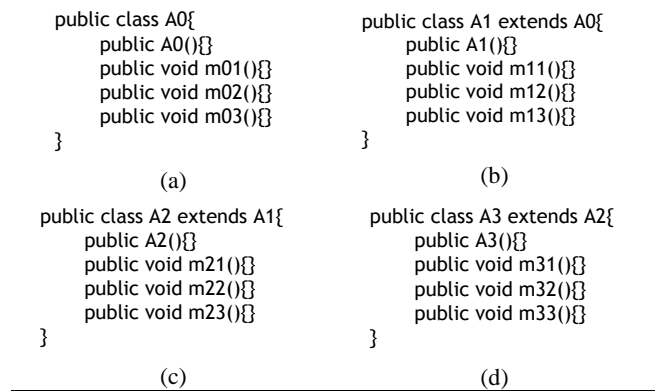 public class A0{
public A0(){}
public void m01(){}
public void m02(){}
public void m03(){}
}
(a)
public class A1 extends A0{
public A1(){}
public void m11(){}
public void m12(){}
public void m13(){}
}
(b)
public class A2 extends A1{
public A2(){}
public void m21(){}
public void m22(){}
public void m23(){}
}
(c)
public class A3 extends A2{
public A3(){}
public void m31(){}
public void m32(){}
public void m33(){}
}
(d)